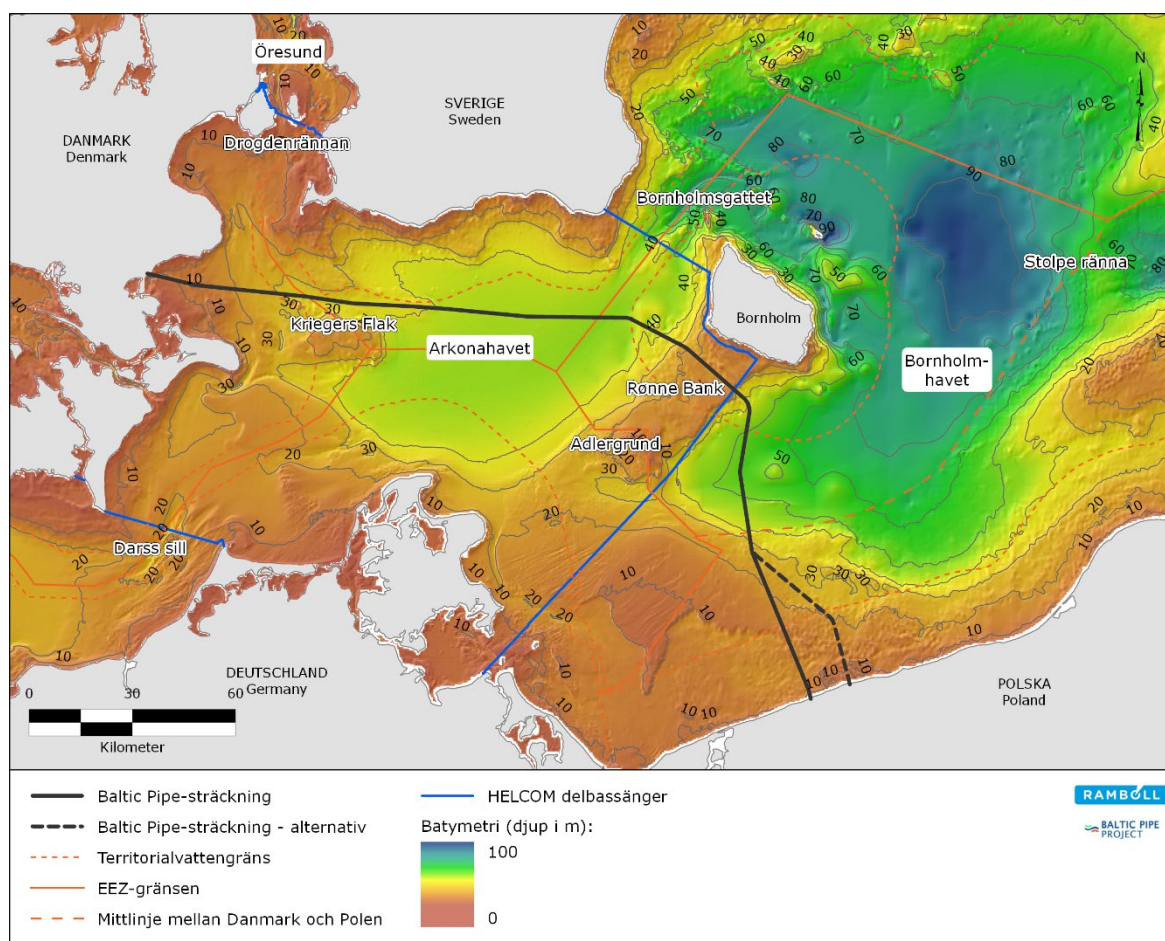 Öresund
SVERIGE
Sweden
DANMARK
Denmark
Drogdenrännan
N
Bornholmsgattet
Stolpe ränna
Bornholm
Kriegers Flak
Arkonahavet
Bornholm-
havet
Rønne Bank
Adlergrund
Darss sill
DEUTSCHLAND
Germany
POLSKA
Poland
0 30 60
Kilometer
Baltic Pipe-sträckning
Baltic Pipe-sträckning - alternativ
Territorialvattengräns
EEZ-gränsen
Mittlinje mellan Danmark och Polen
HELCOM delbassänger
Batymetri (djup i m):
100
0
RAMBOLL
BALTIC PIPE
PROJECT